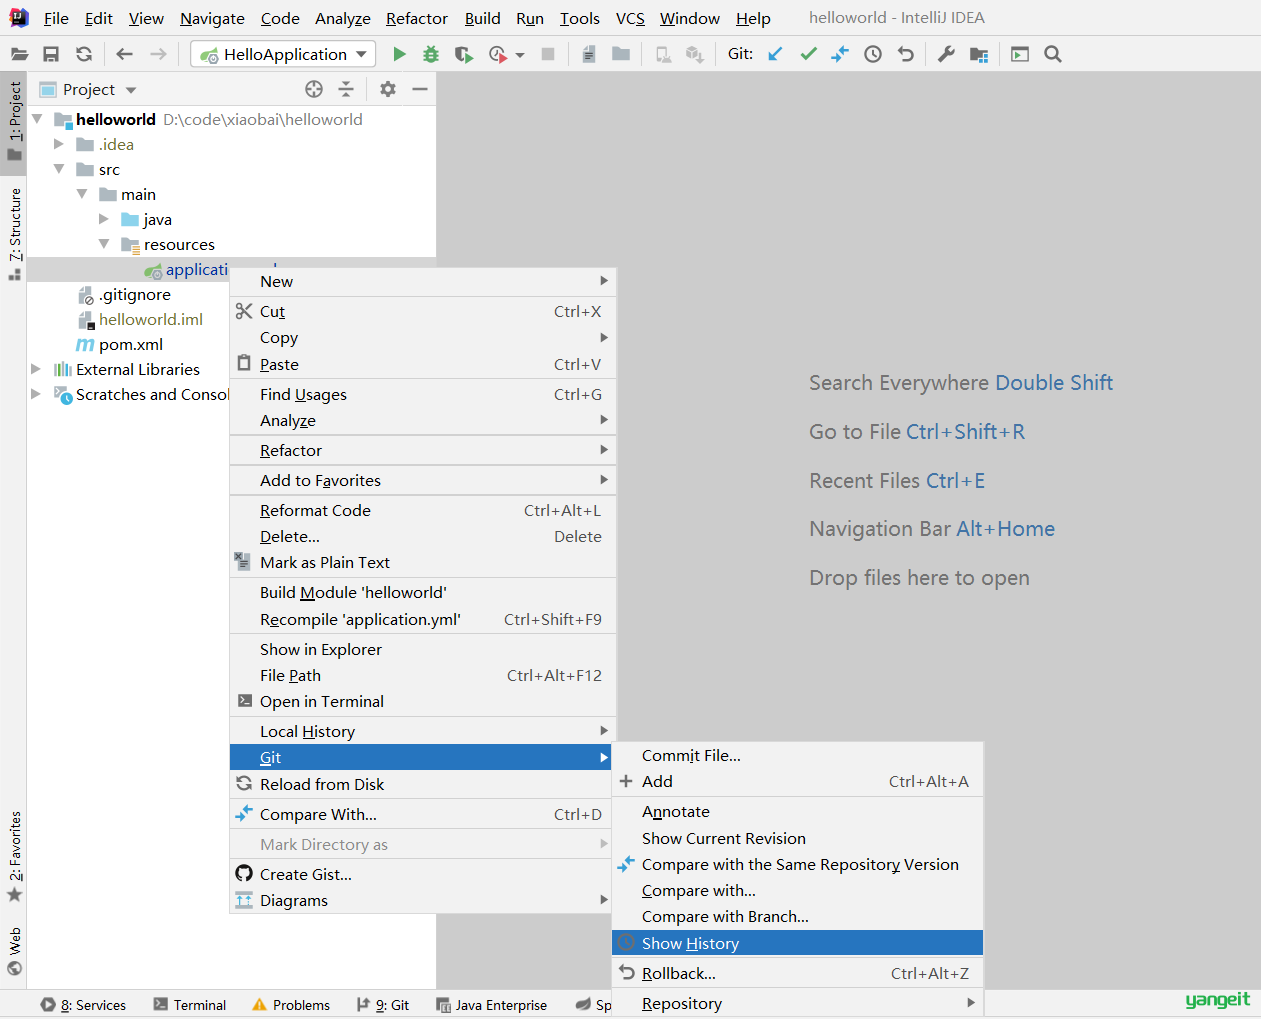 File Edit View Navigate Code Analyze Refactor Build Run Tools VCS Window Help helloworld - IntelliJ IDEA
HelloApplication Git:
1: Project
7: Structure
2: Favorites
Web
Project
helloworld D:\code\xiaobai\helloworld
.idea
src
main
java
resources
.gitignore
helloworld.iml
pom.xml
External Libraries
Scratches and
New
Cut Ctrl+X
Copy
Paste Ctrl+V
Find Usages Ctrl+G
Analyze
Refactor
Add to Favorites
Reformat Code Ctrl+Alt+L
Delete... Delete
Mark as Plain Text
Build Module 'helloworld'
Recompile 'application.yml' Ctrl+Shift+F9
Show in Explorer
File Path Ctrl+Alt+F12
Open in Terminal
Local History
Git
Reload from Disk
Compare With... Ctrl+D
Mark Directory as
Create Gist...
Diagrams
Commit File...
Add Ctrl+Alt+A
Annotate
Show Current Revision
Compare with the Same Repository Version
Compare with...
Compare with Branch...
Show History
Rollback... Ctrl+Alt+Z
Repository
Search Everywhere Double Shift
Go to File Ctrl+Shift+R
Recent Files Ctrl+E
Navigation Bar Alt+Home
Drop files here to open
8: Services Terminal Problems 9: Git Java Enterprise
yangeit